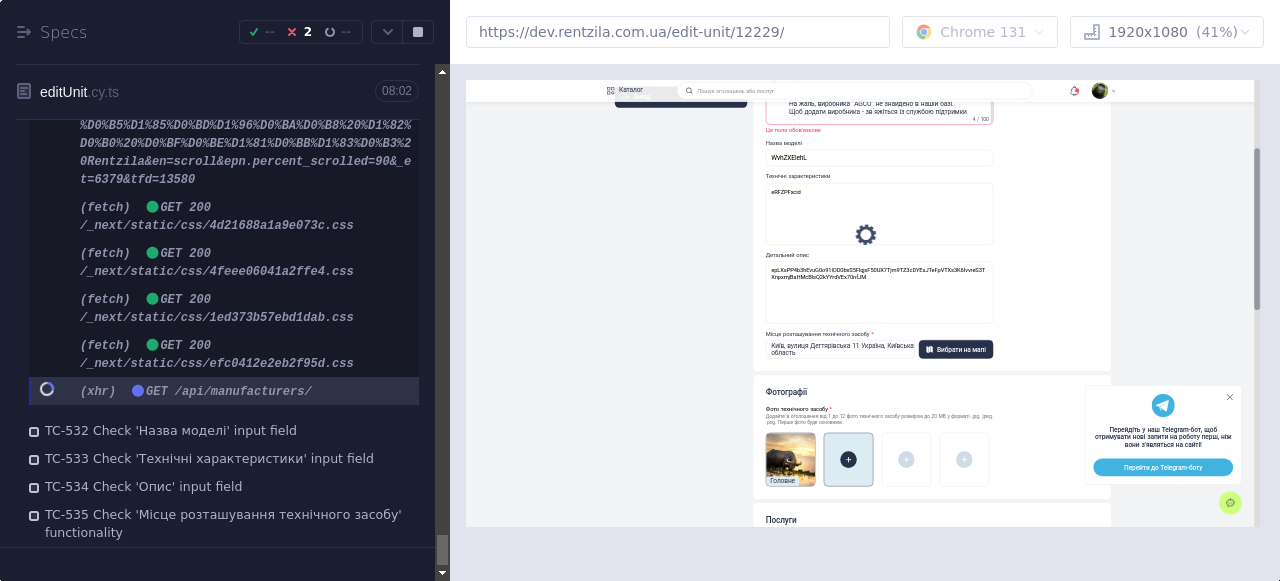 Specs
-- 2 --
https://dev.rentzila.com.ua/edit-unit/12229/
Chrome 131
1920x1080 (41%)
editUnit.cy.ts
08:02
%D0%B5%D1%85%D0%BD%D1%96%D0%BA%D0%B8%20%D1%82%
D0%B0%20%D0%BF%D0%BE%D1%81%D0%BB%D1%83%D0%B3%2
0Rentzila&en=scroll&epn.percent_scrolled=90&_e
t=6379&tfd=13580
(fetch) GET 200
/_next/static/css/4d21688a1a9e073c.css
(fetch) GET 200
/_next/static/css/4feee06041a2ffe4.css
(fetch) GET 200
/_next/static/css/1ed373b57ebd1dab.css
(fetch) GET 200
/_next/static/css/efc0412e2eb2f95d.css
(xhr) GET /api/manufacturers/
TC-532 Check 'Назва моделі' input field
TC-533 Check 'Технічні характеристики' input field
TC-534 Check 'Опис' input field
TC-535 Check 'Місце розташування технічного засобу'
functionality
Каталог
Пошук оголошень або послуг
На жаль, виробника
не знайдено в нашій базі.
Щоб додати виробника - зв'яжіться із службою підтримки
4 / 100
Це поле обов'язкове
Назва моделі
WvhZXEIehL
Технічні характеристики
eRFZPFscid
Детальний опис
Місце розташування технічного засобу *
Київ, вулиця Дегтярівська 11 Україна, Київська
область
Вибрати на мапі
Фотографії
Фото технічного засобу *
Додайте в оголошення від 1 до 12 фото технічного засобу розміром до 20 MB у форматі .jpg, .jpeg,
.png. Перше фото буде основним.
Головне
Послуги
Перейдіть у наш Telegram-бот, щоб
отримувати нові запити на роботу перш, ніж
вони з'являться на сайті!
Перейти до Telegram-боту